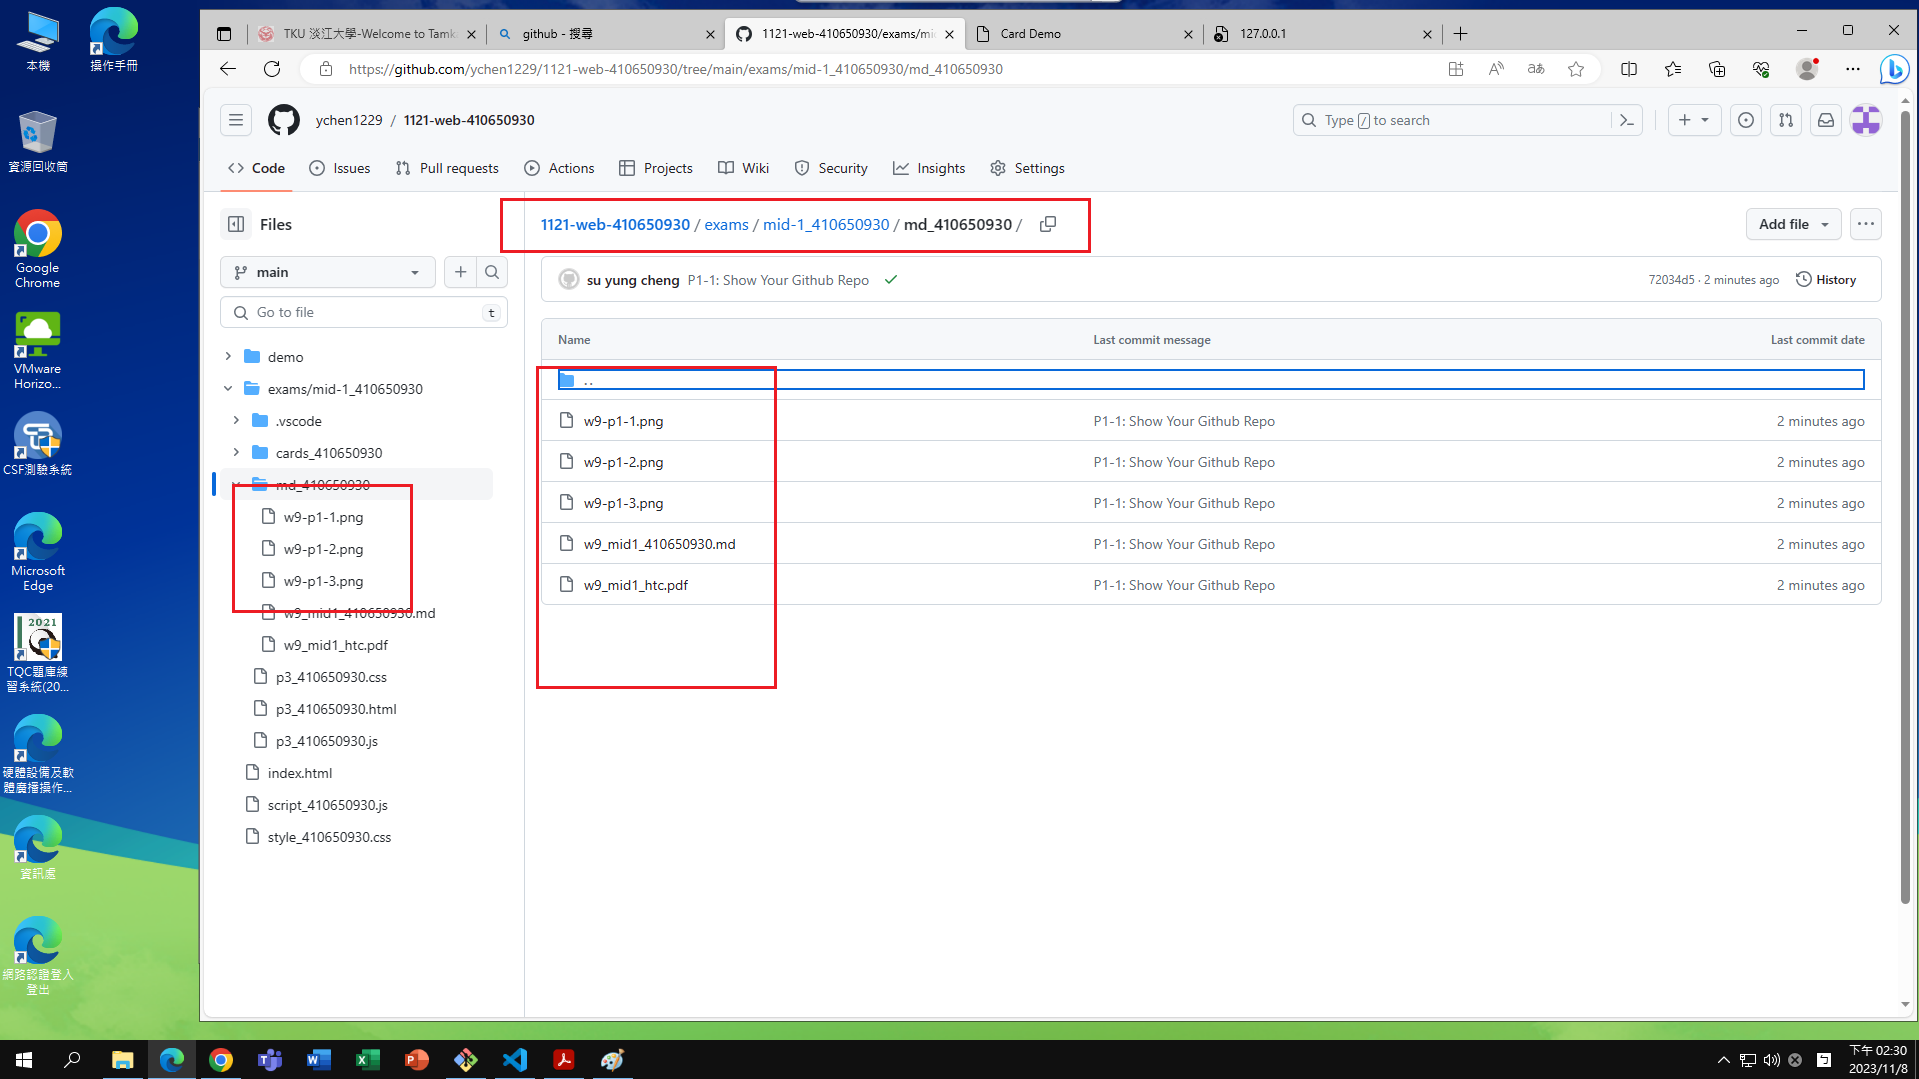 本機
操作手冊
資源回收筒
Google
Chrome
VMware
Horizo...
CSF測驗系統
Microsoft
Edge
2021
TQC題庫練
習系統(20...
硬體設備及軟
體廣播操作...
資訊處
網路認證登入
登出
TKU 淡江大學-Welcome to Tamk
github - 搜尋
1121-web-410650930/exams/mi
Card Demo
127.0.0.1
https://github.com/ychen1229/1121-web-410650930/tree/main/exams/mid-1_410650930/md_410650930
ychen1229 / 1121-web-410650930
Type / to search
Code
Issues
Pull requests
Actions
Projects
Wiki
Security
Insights
Settings
Files
main
Go to file
t
demo
exams/mid-1_410650930
.vscode
cards_410650930
md_410650930
w9-p1-1.png
w9-p1-2.png
w9-p1-3.png
w9_mid1_410650930.md
w9_mid1_htc.pdf
p3_410650930.css
p3_410650930.html
p3_410650930.js
index.html
script_410650930.js
style_410650930.css
1121-web-410650930 / exams / mid-1_410650930 / md_410650930 /
Add file
su yung cheng P1-1: Show Your Github Repo
72034d5 · 2 minutes ago
History
Name Last commit message Last commit date
..
w9-p1-1.png P1-1: Show Your Github Repo 2 minutes ago
w9-p1-2.png P1-1: Show Your Github Repo 2 minutes ago
w9-p1-3.png P1-1: Show Your Github Repo 2 minutes ago
w9_mid1_410650930.md P1-1: Show Your Github Repo 2 minutes ago
w9_mid1_htc.pdf P1-1: Show Your Github Repo 2 minutes ago
下午 02:30
2023/11/8